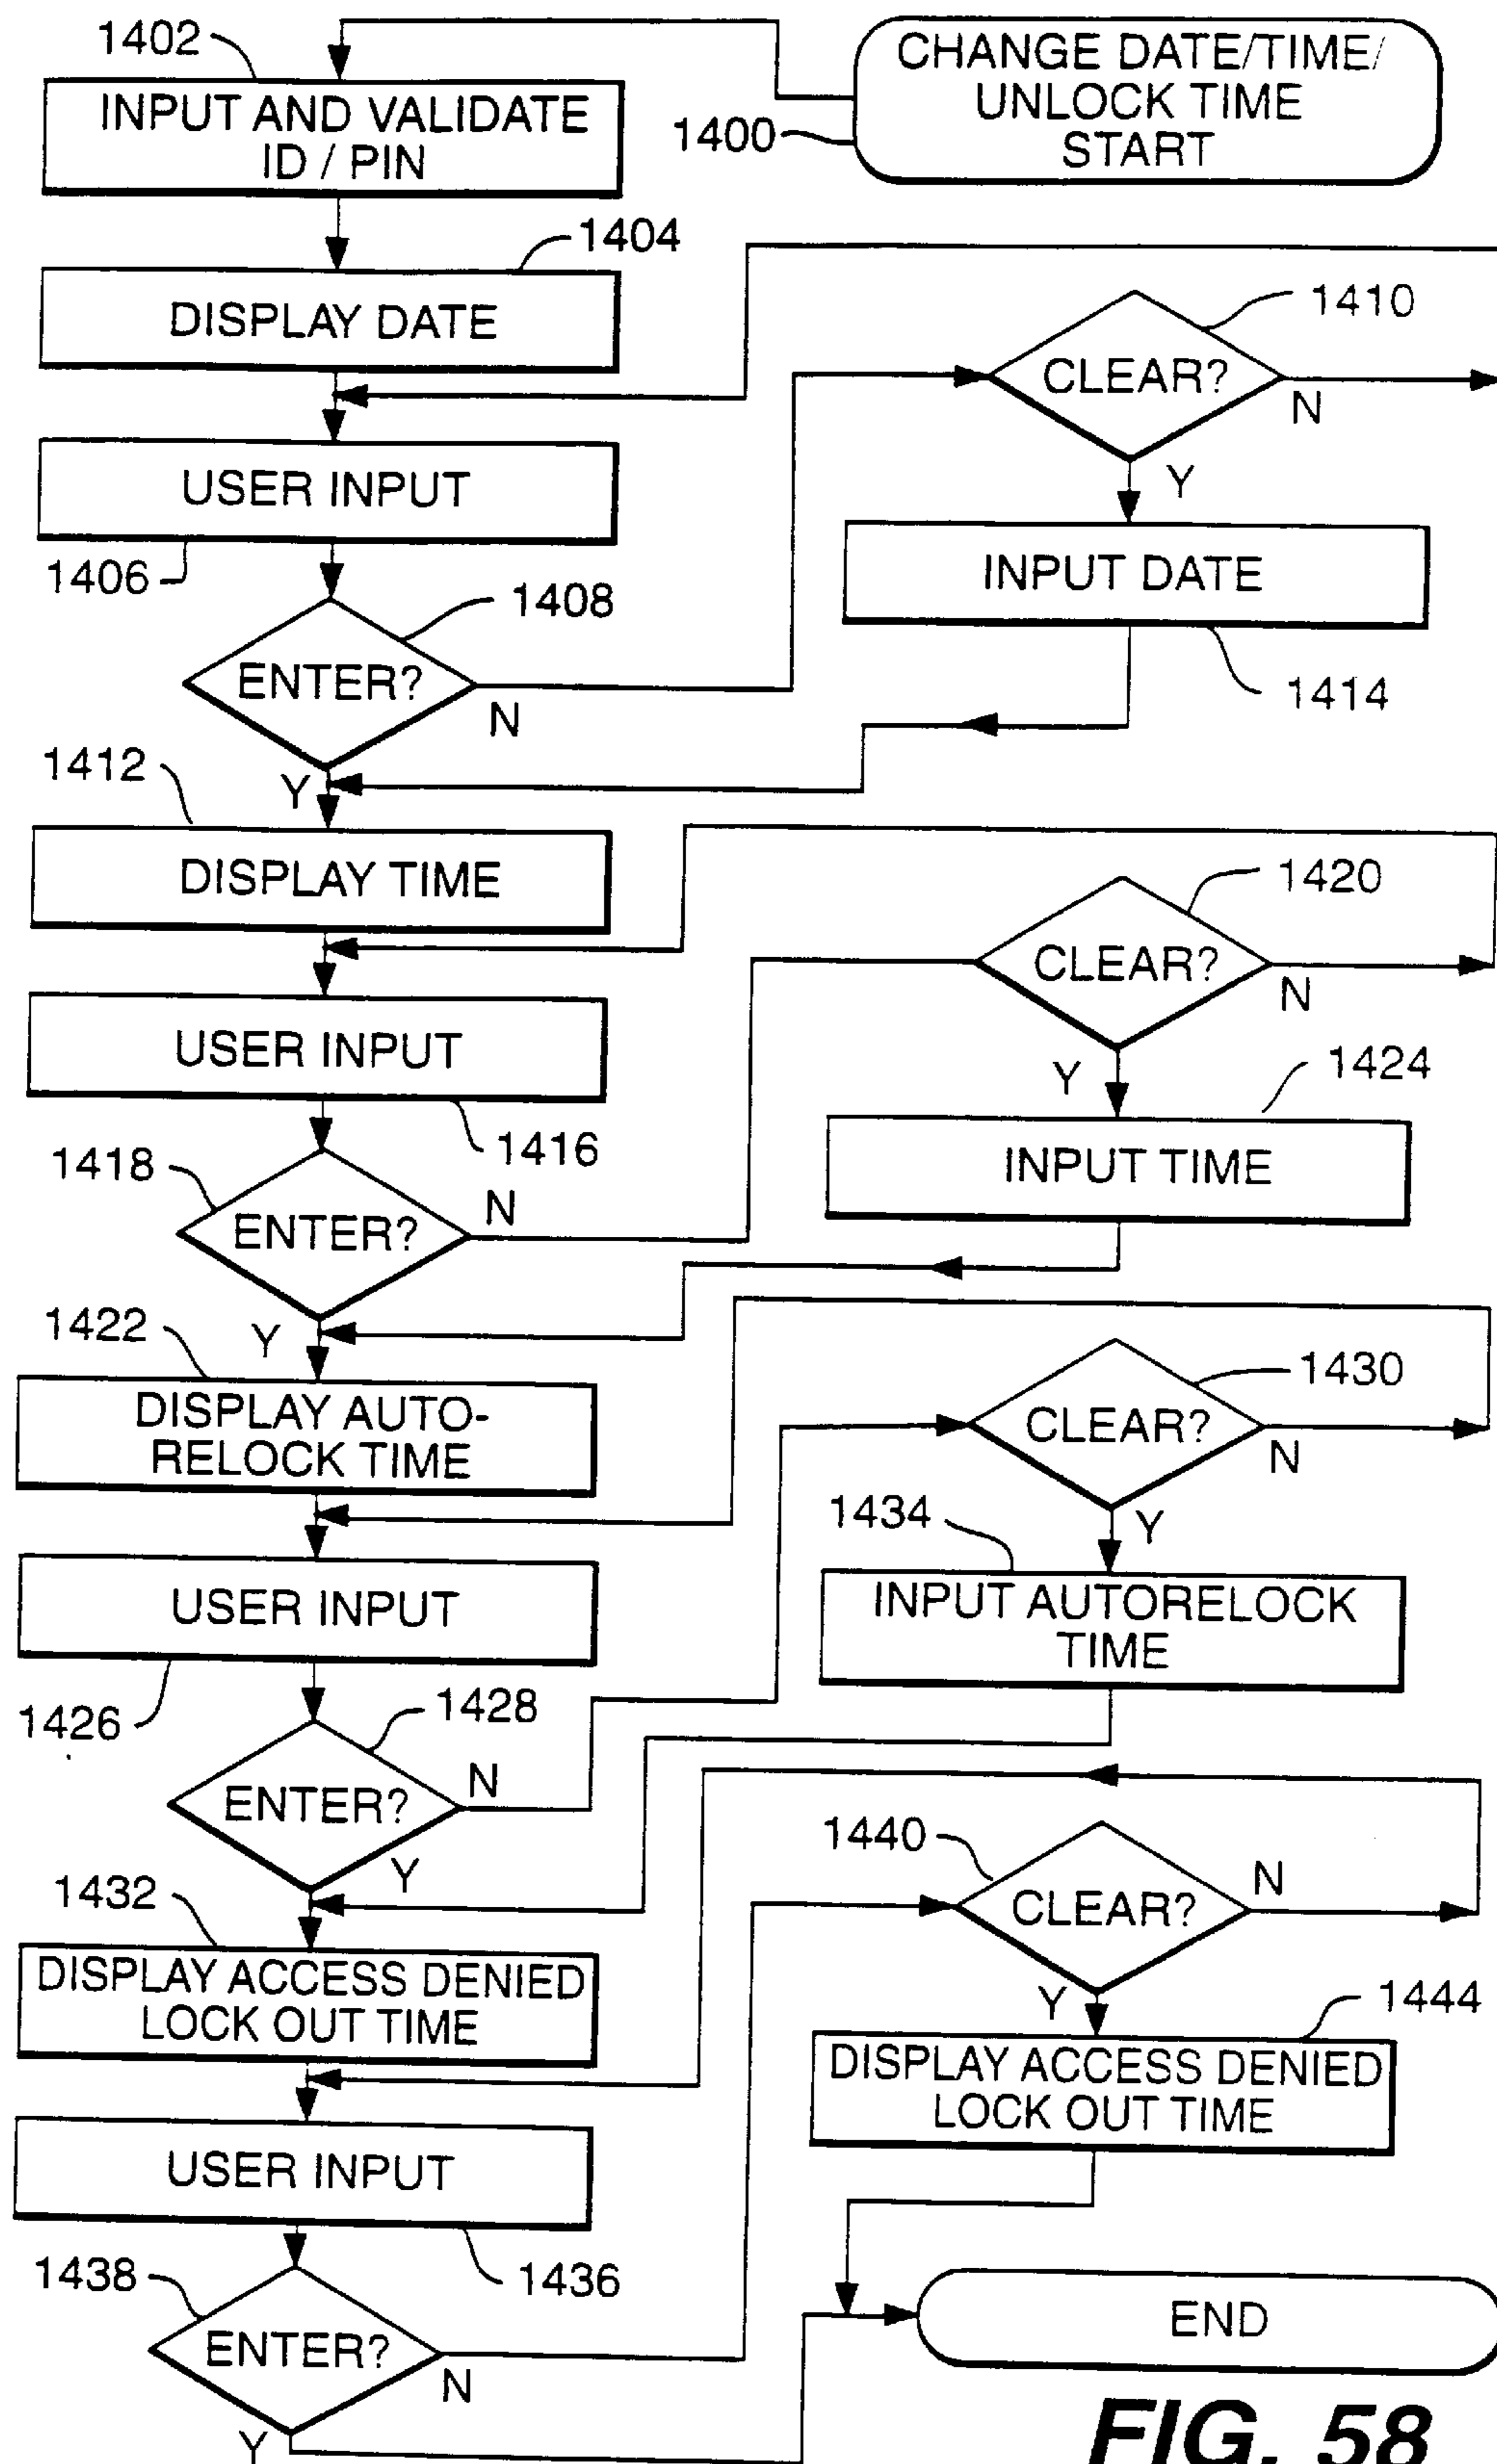 1402
CHANGE DATE/TIME/
UNLOCK TIME
START
1400
INPUT AND VALIDATE
ID / PIN
1404
DISPLAY DATE
1410
CLEAR?
N
Y
USER INPUT
1406
INPUT DATE
1408
ENTER?
N
1414
1412
Y
DISPLAY TIME
1420
CLEAR?
N
USER INPUT
Y
1424
1416
INPUT TIME
1418
ENTER?
N
1422
Y
1430
DISPLAY AUTO-
RELOCK TIME
CLEAR?
N
1434
Y
USER INPUT
INPUT AUTORELOCK
TIME
1426
1428
ENTER?
N
Y
1440
CLEAR?
N
1432
DISPLAY ACCESS DENIED
LOCK OUT TIME
Y
1444
DISPLAY ACCESS DENIED
LOCK OUT TIME
USER INPUT
1436
1438
ENTER?
N
END
Y
FIG. 58